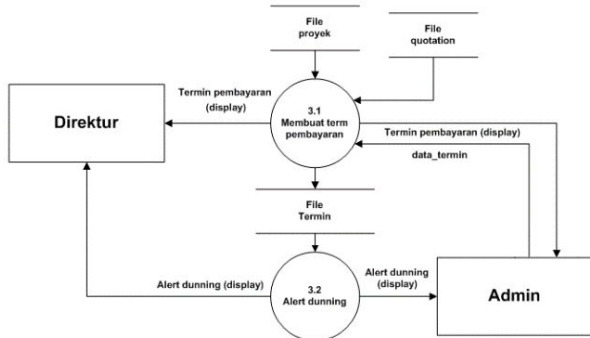 File
proyek
File
quotation
Termin pembayaran
(display)
Direktur
3.1
Membuat term
pembayaran
Termin pembayaran (display)
data_termin
File
Termin
Alert dunning (display)
3.2
Alert dunning
Alert dunning
(display)
Admin